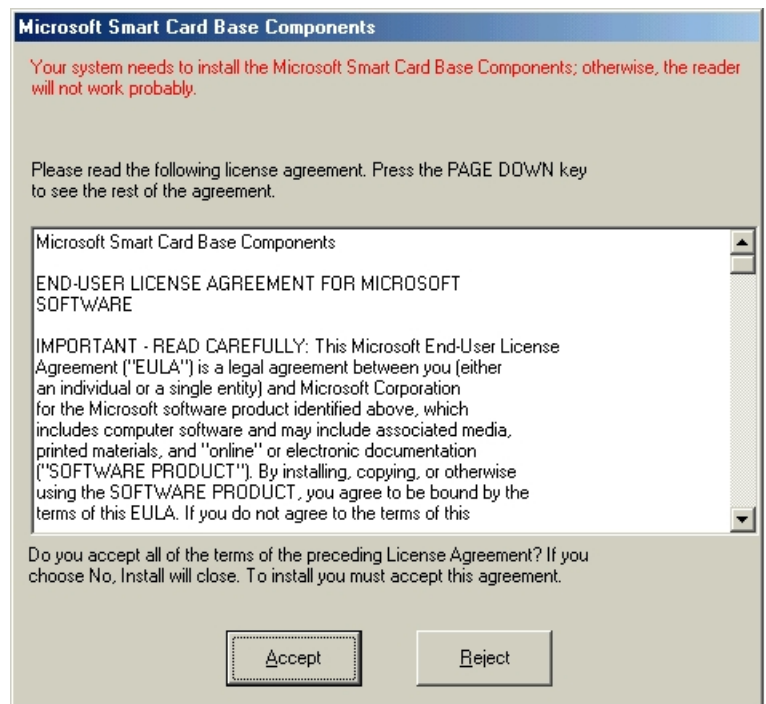 Microsoft Smart Card Base Components
Your system needs to install the Microsoft Smart Card Base Components; otherwise, the reader
will not work probably.
Please read the following license agreement. Press the PAGE DOWN key
to see the rest of the agreement.
Microsoft Smart Card Base Components
END-USER LICENSE AGREEMENT FOR MICROSOFT
SOFTWARE
IMPORTANT - READ CAREFULLY: This Microsoft End-User License
Agreement ("EULA") is a legal agreement between you (either
an individual or a single entity) and Microsoft Corporation
for the Microsoft software product identified above, which
includes computer software and may include associated media,
printed materials, and "online" or electronic documentation
("SOFTWARE PRODUCT"). By installing, copying, or otherwise
using the SOFTWARE PRODUCT, you agree to be bound by the
terms of this EULA. If you do not agree to the terms of this
Do you accept all of the terms of the preceding License Agreement? If you
choose No, Install will close. To install you must accept this agreement.
Accept
Reject